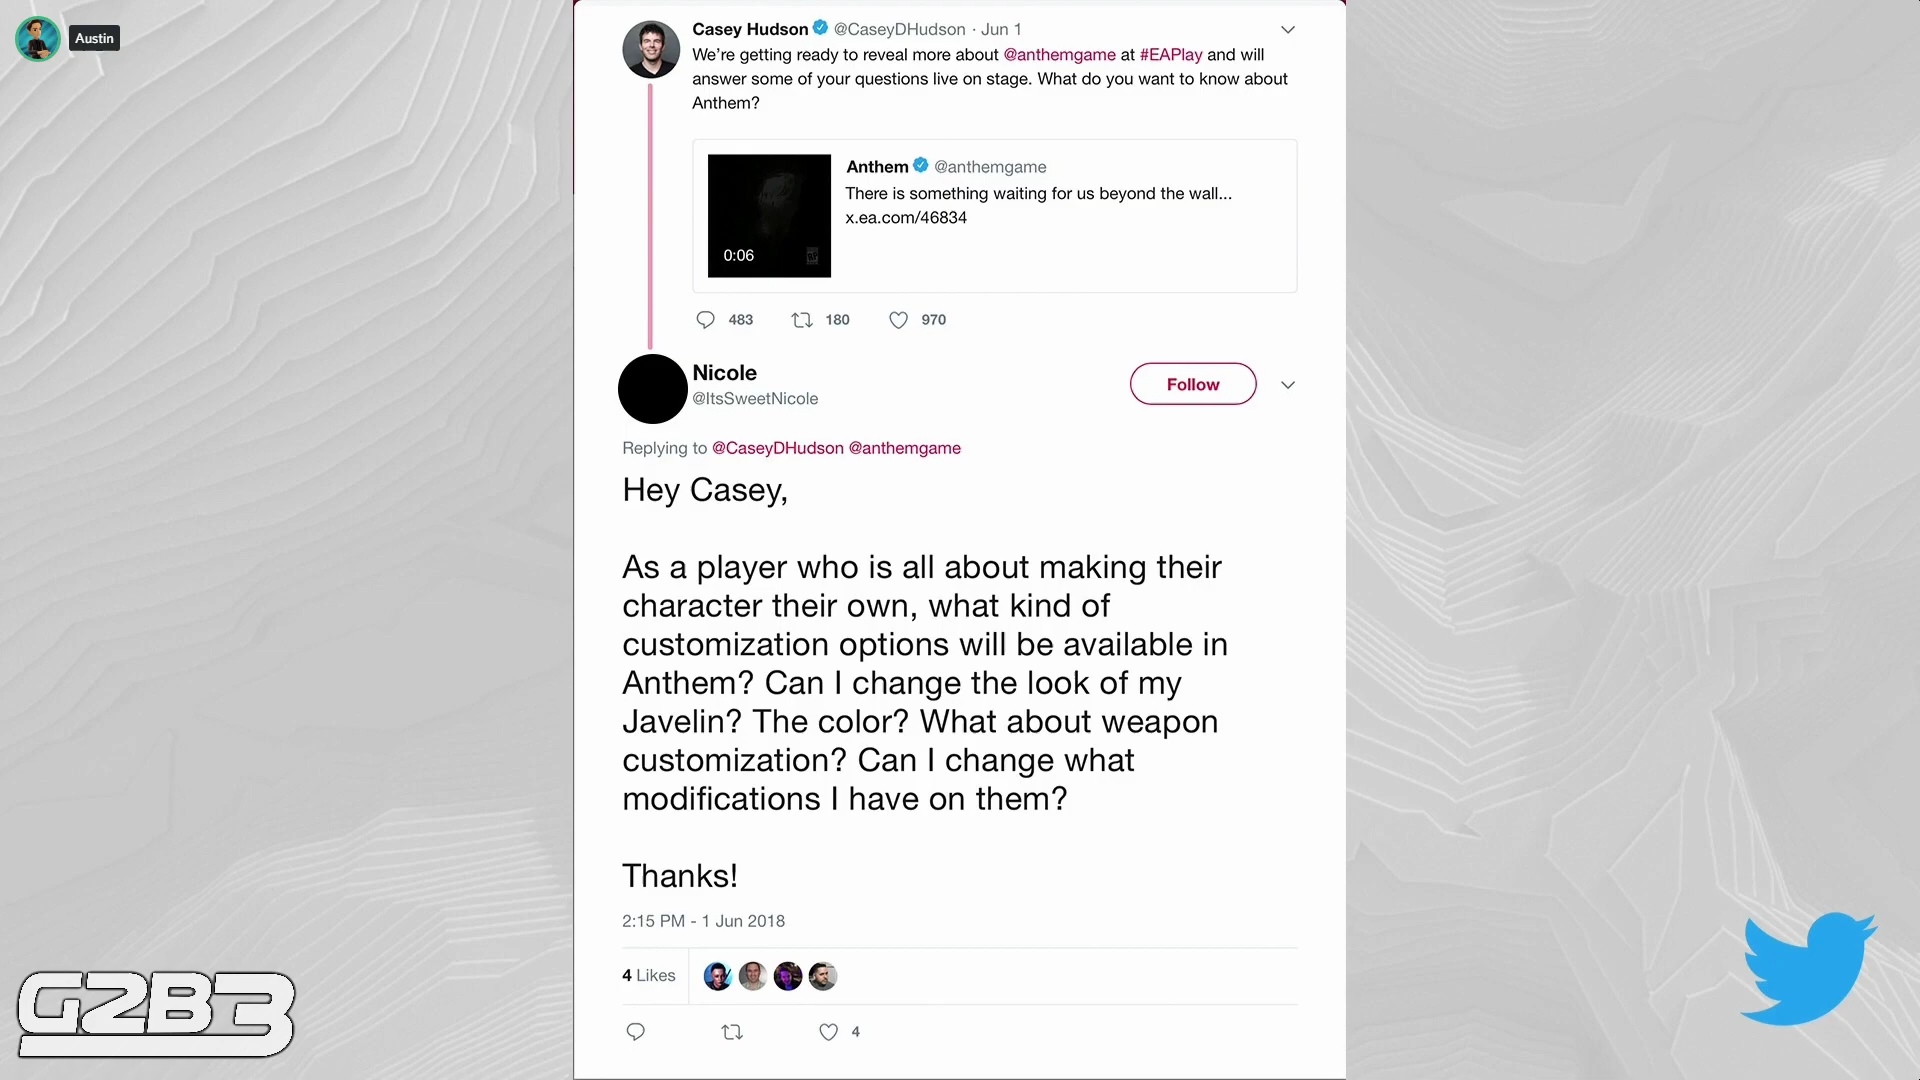 Austin
Casey Hudson @CaseyDHudson · Jun 1
We're getting ready to reveal more about @anthemgame at #EAPlay and will
answer some of your questions live on stage. What do you want to know about
Anthem?
Anthem @anthemgame
There is something waiting for us beyond the wall...
x.ea.com/46834
0:06
483 180 970
Nicole
@ItsSweetNicole
Follow
Replying to @CaseyDHudson @anthemgame
Hey Casey,
As a player who is all about making their
character their own, what kind of
customization options will be available in
Anthem? Can I change the look of my
Javelin? The color? What about weapon
customization? Can I change what
modifications I have on them?
Thanks!
2:15 PM - 1 Jun 2018
4 Likes
4
G2B3